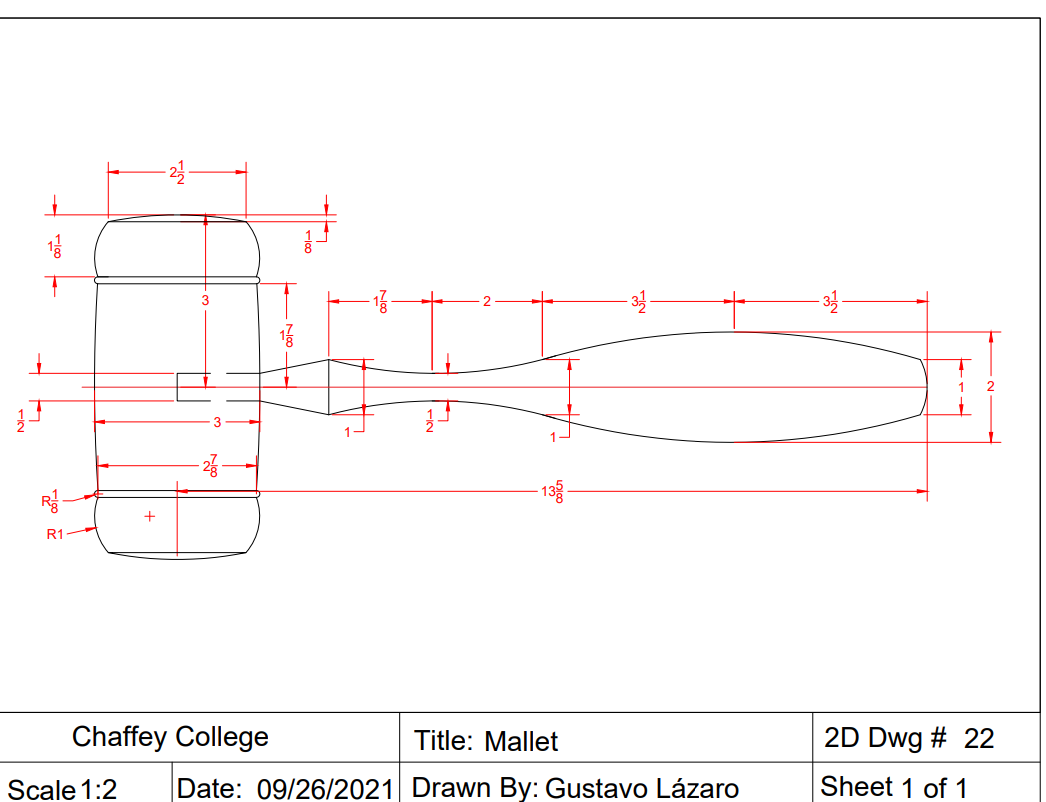 2 1/2
1 1/8
1/8
3
1 7/8
1 7/8
2
3 1/2
3 1/2
1/2
3
1
1/2
1
1
2
2 7/8
13 5/8
R 1/8
R1
Chaffey College
Title: Mallet
2D Dwg # 22
Scale 1:2
Date: 09/26/2021
Drawn By: Gustavo Lázaro
Sheet 1 of 1